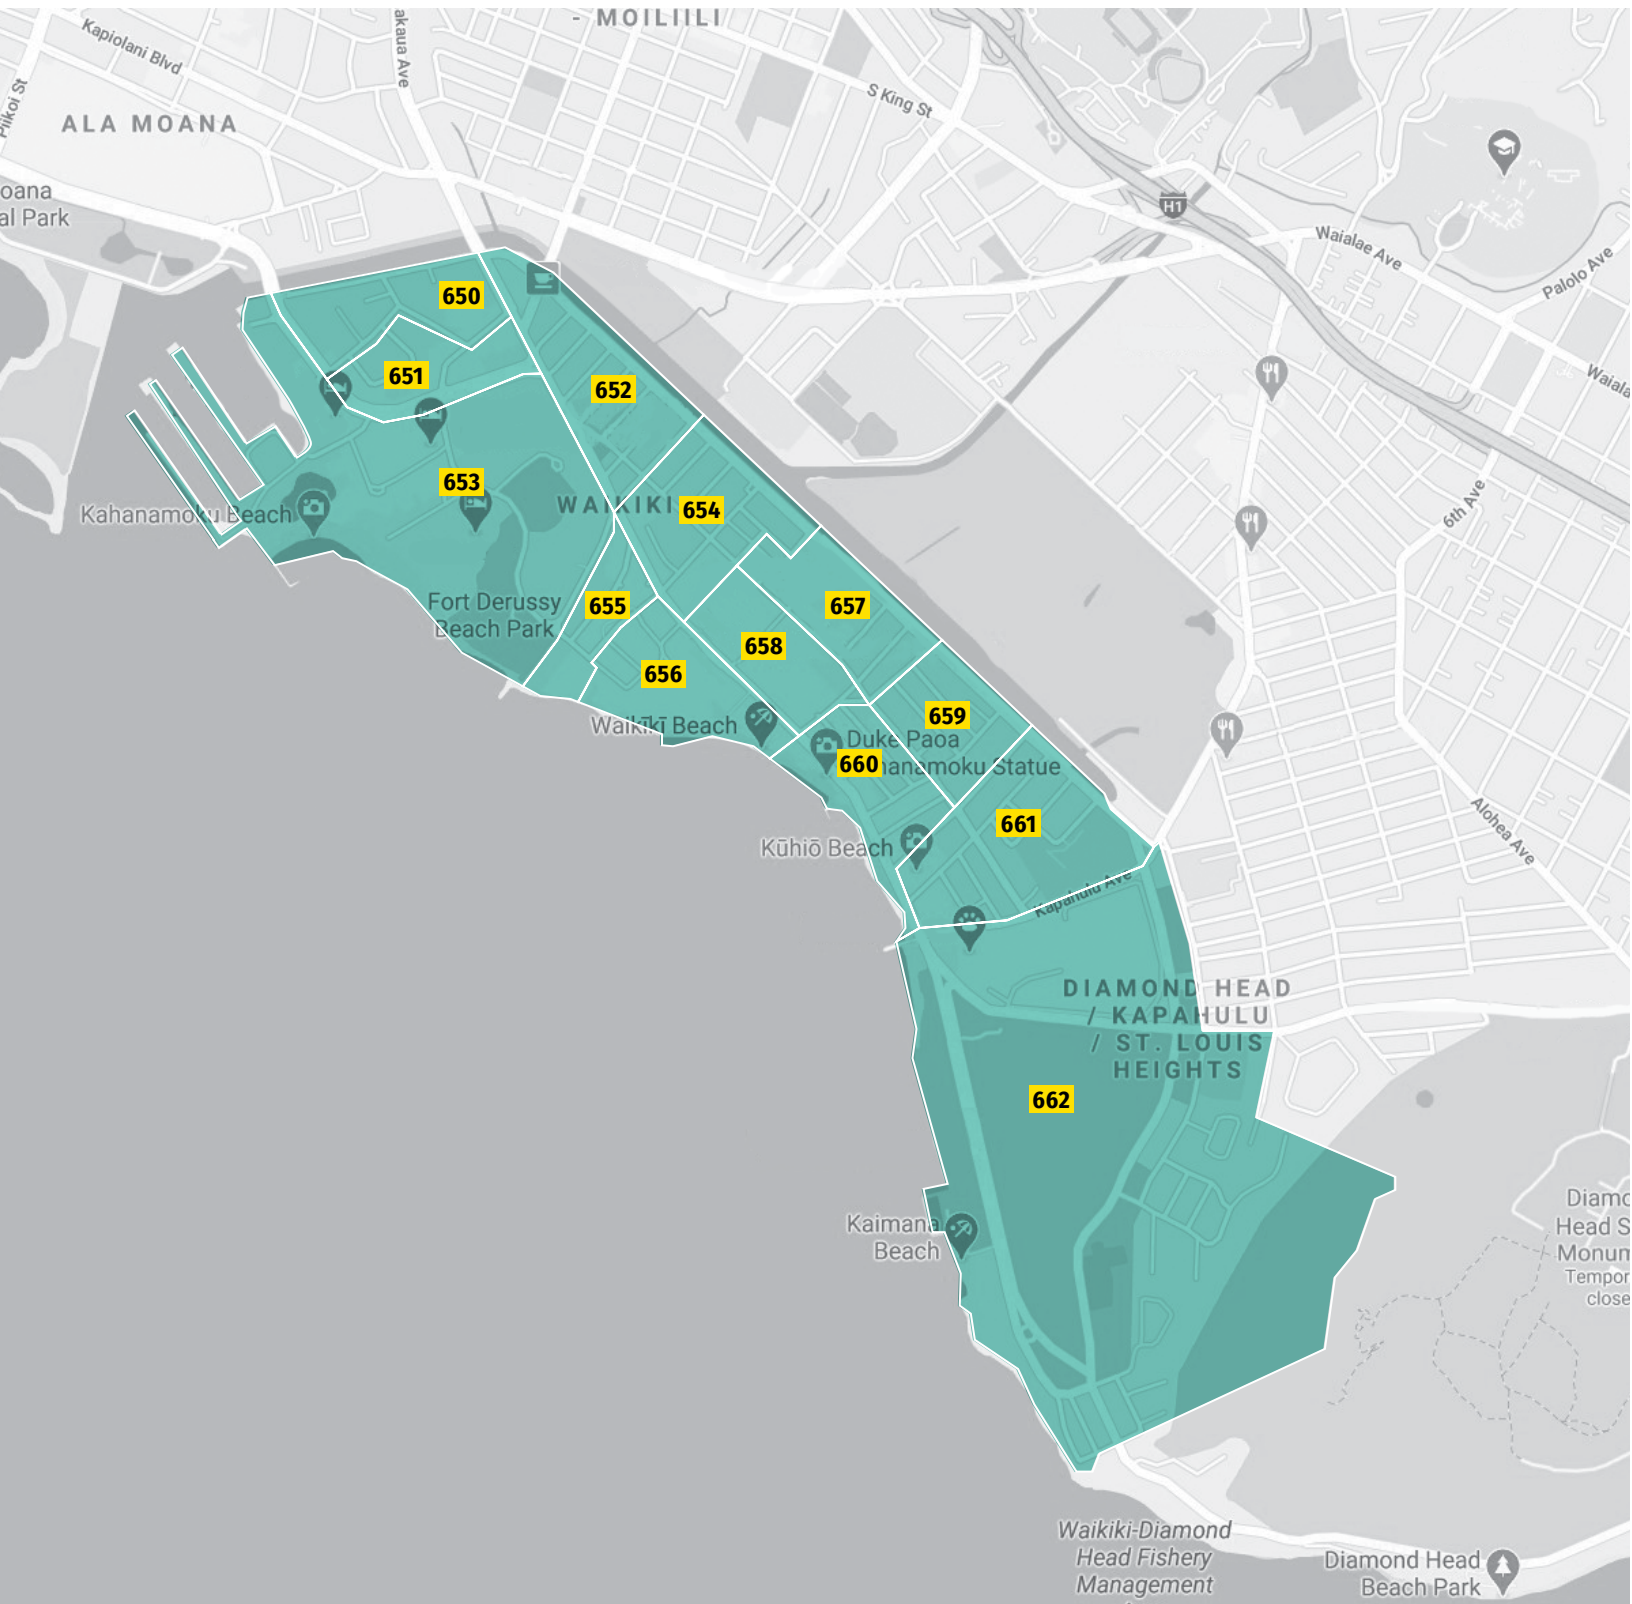 - MOILIILI
Kapiolani Blvd
akaua Ave
Piikoi St
S King St
ALA MOANA
oana
al Park
H1
Waialae Ave
Palolo Ave
Waiala
650
651
652
653
6th Ave
WAIKIKI
654
Kahanamoku Beach
Fort Derussy
Beach Park
655
657
658
656
659
Waikīkī Beach
Duke Paoa
660
hanamoku Statue
661
Kūhiō Beach
Alohea Ave
Kapahulu Ave
DIAMOND HEAD
/ KAPAHULU
/ ST. LOUIS
HEIGHTS
662
Kaimana
Beach
Diamo
Head S
Monum
Tempor
close
Waikiki-Diamond
Head Fishery
Management
Diamond Head
Beach Park